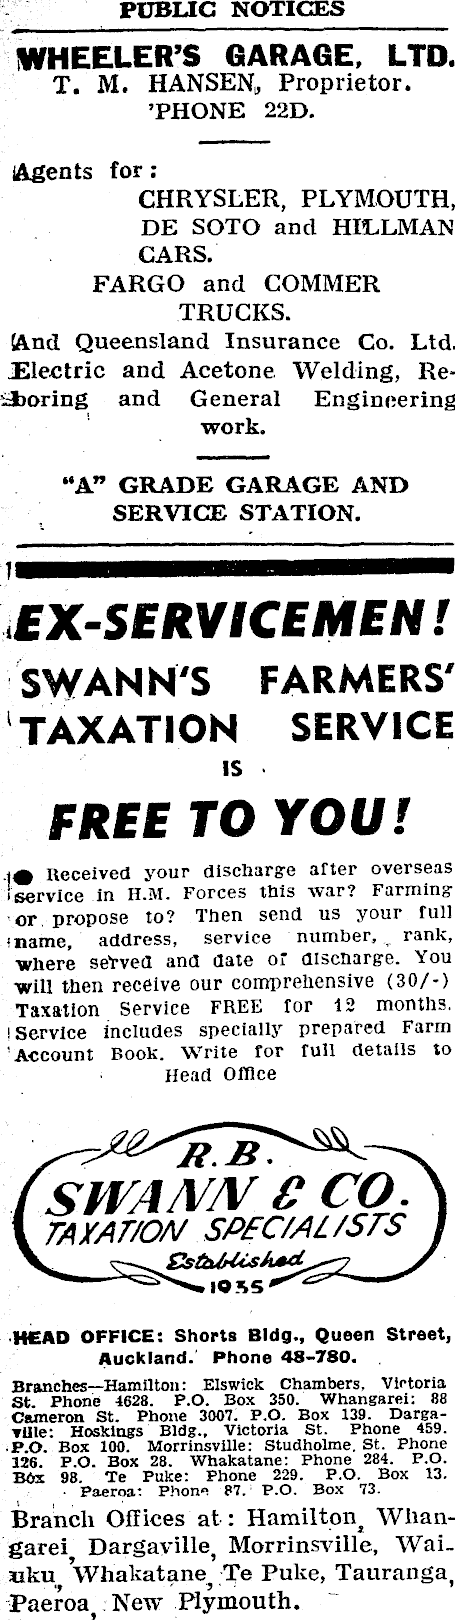 PUBLIC NOTICES
WHEELER'S GARAGE, LTD.
T. M. HANSEN, Proprietor.
'PHONE 22D.
Agents for:
CHRYSLER, PLYMOUTH,
DE SOTO and HILLMAN
CARS.
FARGO and COMMER
TRUCKS.
And Queensland Insurance Co. Ltd.
Electric and Acetone Welding, Re-
boring and General Engineering
work.
"A" GRADE GARAGE AND
SERVICE STATION.
EX-SERVICEMEN!
SWANN'S FARMERS'
TAXATION SERVICE
IS
FREE TO YOU!
● Received your discharge after overseas
service in H.M. Forces this war? Farming
or propose to? Then send us your full
name, address, service number, rank,
where served and date of discharge. You
will then receive our comprehensive (30/-)
Taxation Service FREE for 12 months.
Service includes specially prepared Farm
Account Book. Write for full details to
Head Office
R. B.
SWANN & CO.
TAXATION SPECIALISTS
Established
1935
HEAD OFFICE: Shorts Bldg., Queen Street,
Auckland. Phone 48-780.
Branches—Hamilton: Elswick Chambers, Victoria
St. Phone 4628. P.O. Box 350. Whangarei: 88
Cameron St. Phone 3007. P.O. Box 139. Darga-
ville: Hoskings Bldg., Victoria St. Phone 459.
P.O. Box 100. Morrinsville: Studholme, St. Phone
126. P.O. Box 28. Whakatane: Phone 284. P.O.
Box 98. Te Puke: Phone 229. P.O. Box 13.
Paeroa: Phone 87. P.O. Box 73.
Branch Offices at: Hamilton, Whan-
garei, Dargaville, Morrinsville, Wai-
uku, Whakatane, Te Puke, Tauranga,
Paeroa, New Plymouth.